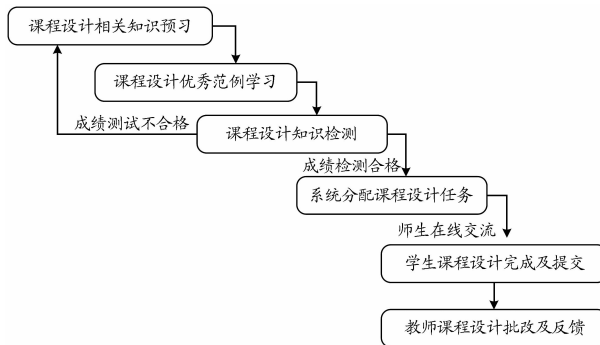 课程设计相关知识预习
课程设计优秀范例学习
成绩测试不合格
课程设计知识检测
成绩检测合格
系统分配课程设计任务
师生在线交流
学生课程设计完成及提交
教师课程设计批改及反馈